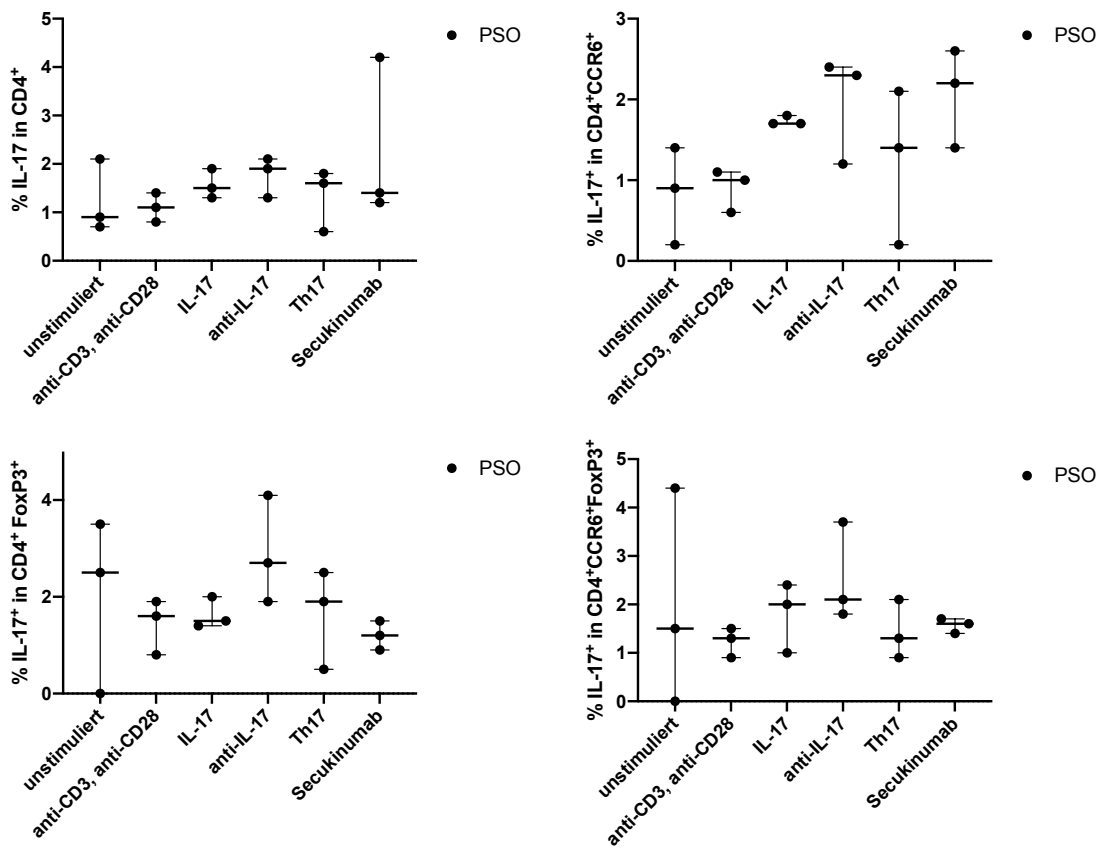 % IL-17 in CD4⁺
5
4
3
2
1
0
unstimuliert
anti-CD3, anti-CD28
IL-17
anti-IL-17
Th17
Secukinumab
PSO
% IL-17⁺ in CD4⁺CCR6⁺
3
2
1
0
unstimuliert
anti-CD3, anti-CD28
IL-17
anti-IL-17
Th17
Secukinumab
PSO
% IL-17⁺ in CD4⁺ FoxP3⁺
4
2
0
unstimuliert
anti-CD3, anti-CD28
IL-17
anti-IL-17
Th17
Secukinumab
PSO
% IL-17⁺ in CD4⁺CCR6⁺FoxP3⁺
5
4
3
2
1
0
unstimuliert
anti-CD3, anti-CD28
IL-17
anti-IL-17
Th17
Secukinumab
PSO